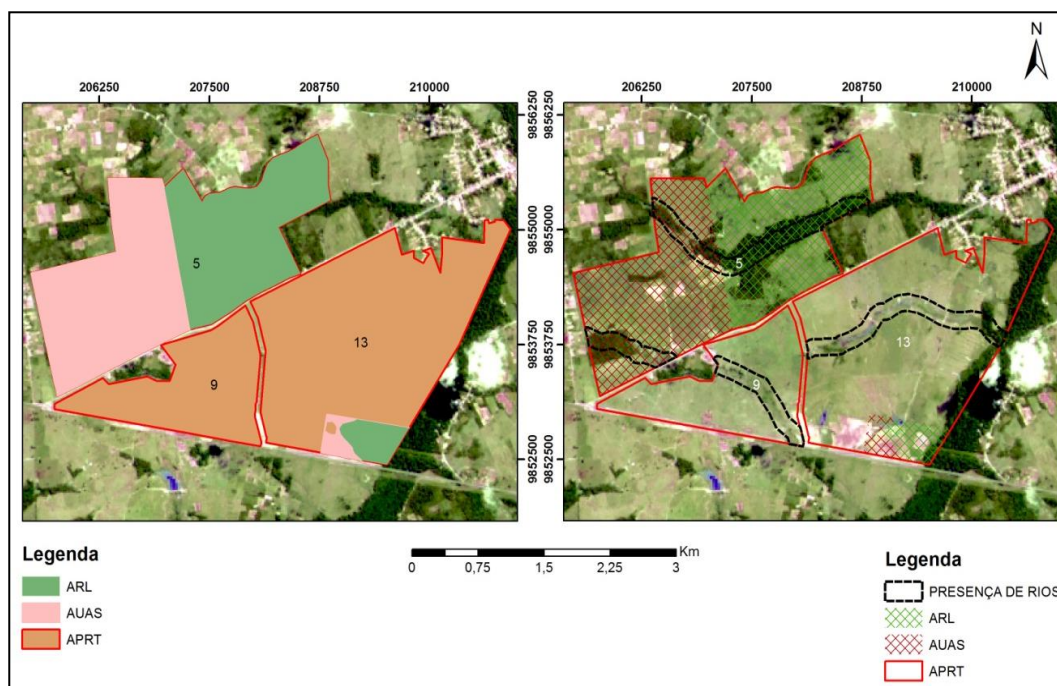 N
206250 207500 208750 210000
206250 207500 208750 210000
9856250
9855000
9853750
9852500
9856250
9855000
9853750
9852500
5
13
9
5
13
9
Legenda
ARL
AUAS
APRT
Km
0 0,75 1,5 2,25 3
Legenda
PRESENÇA DE RIOS
ARL
AUAS
APRT